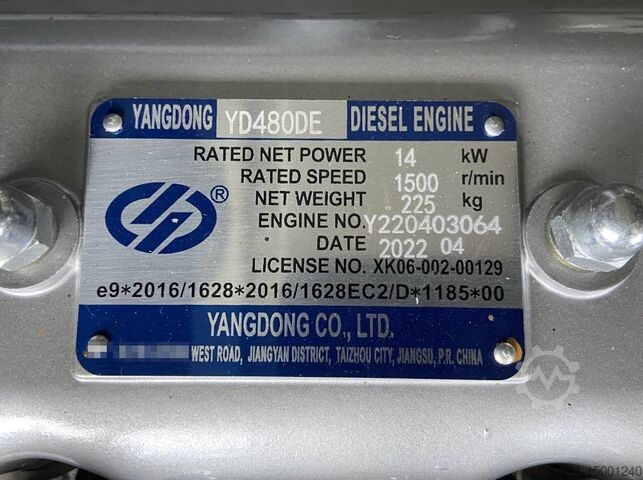 YANGDONG YD480DE DIESEL ENGINE
RATED NET POWER 14 kW
RATED SPEED 1500 r/min
NET WEIGHT 225 kg
ENGINE NO. Y220403064
DATE 2022 04
LICENSE NO. XK06-002-00129
e9*2016/1628*2016/1628EC2/D*1185*00
YANGDONG CO., LTD.
WEST ROAD, JIANGYAN DISTRICT, TAIZHOU CITY, JIANGSU, P.R. CHINA
®
15001240